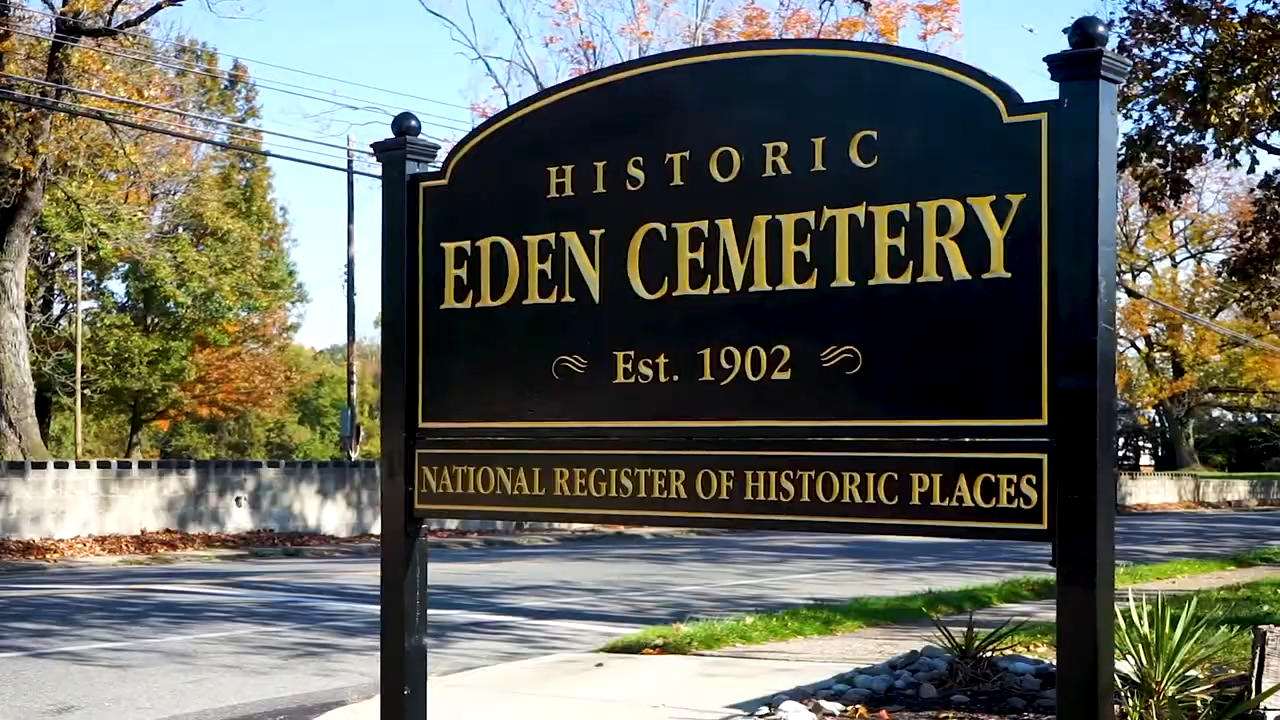 HISTORIC
EDEN CEMETERY
Est. 1902
NATIONAL REGISTER OF HISTORIC PLACES